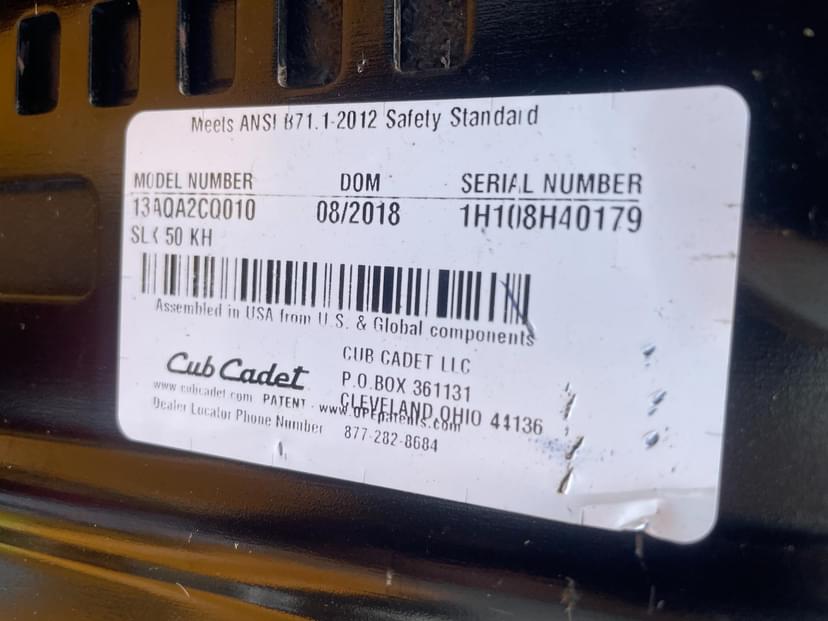 Meets ANSI B71.1-2012 Safety Standard
MODEL NUMBER DOM SERIAL NUMBER
13AQA2CQ010 08/2018 1H108H40179
SLX 50 KH
Assembled in USA from U.S. & Global components
Cub Cadet
CUB CADET LLC
P.O.BOX 361131
CLEVELAND,OHIO 44136
www.cubcadet.com PATENT - www.OPEpatents.com
Dealer Locator Phone Number 877-282-8684